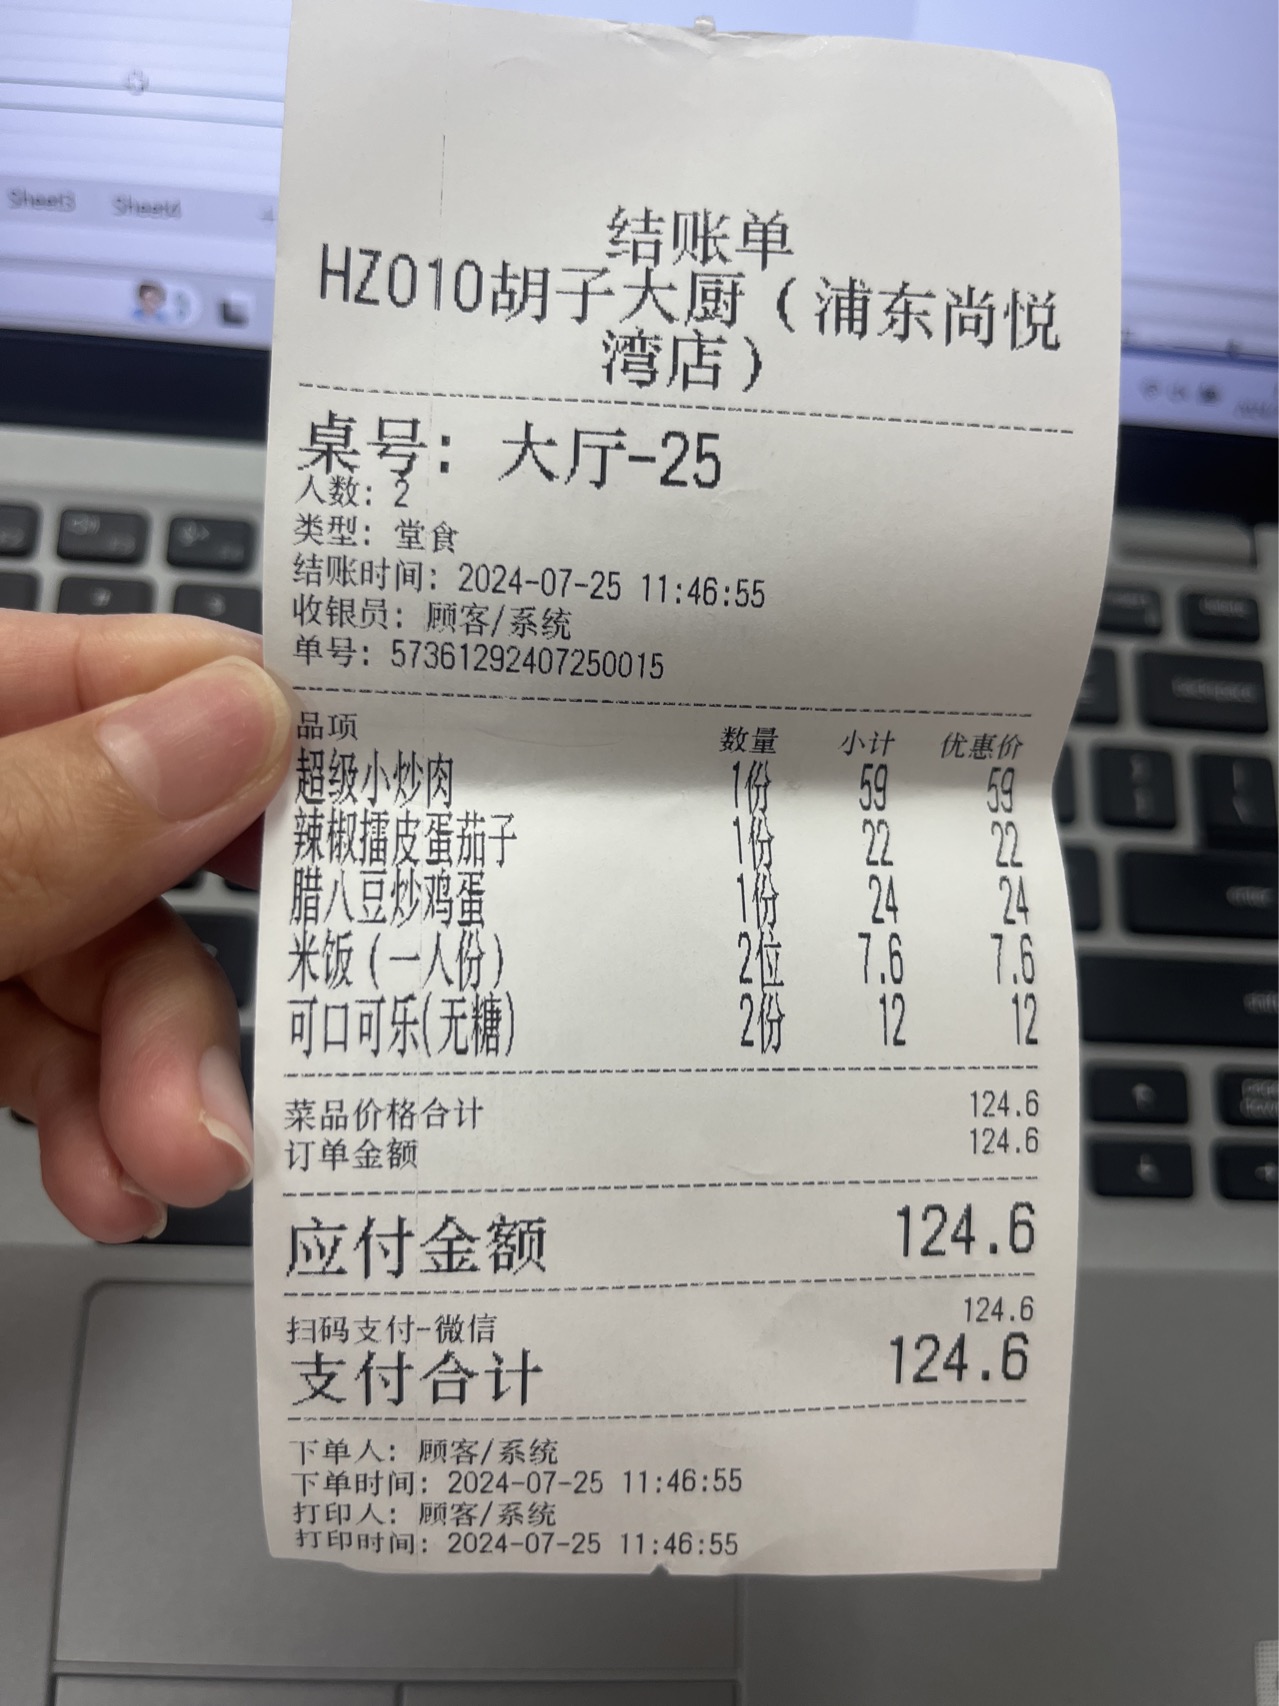 Sheet3 Sheet4
结账单
HZ010胡子大厨（浦东尚悦
湾店）
桌号： 大厅-25
人数：2
类型：堂食
结账时间：2024-07-25 11:46:55
收银员：顾客/系统
单号：57361292407250015
品项 数量 小计 优惠价
超级小炒肉 1份 59 59
辣椒擂皮蛋茄子 1份 22 22
腊八豆炒鸡蛋 1份 24 24
米饭（一人份） 2位 7.6 7.6
可口可乐(无糖) 2份 12 12
菜品价格合计 124.6
订单金额 124.6
应付金额 124.6
扫码支付-微信 124.6
支付合计 124.6
下单人：顾客/系统
下单时间：2024-07-25 11:46:55
打印人：顾客/系统
打印时间：2024-07-25 11:46:55